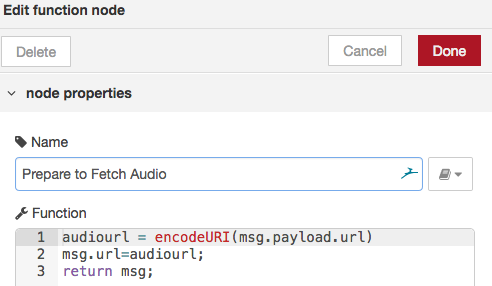 Edit function node
Delete
Cancel
Done
node properties
Name
Prepare to Fetch Audio
Function
1 audiourl = encodeURI(msg.payload.url)
2 msg.url=audiourl;
3 return msg;